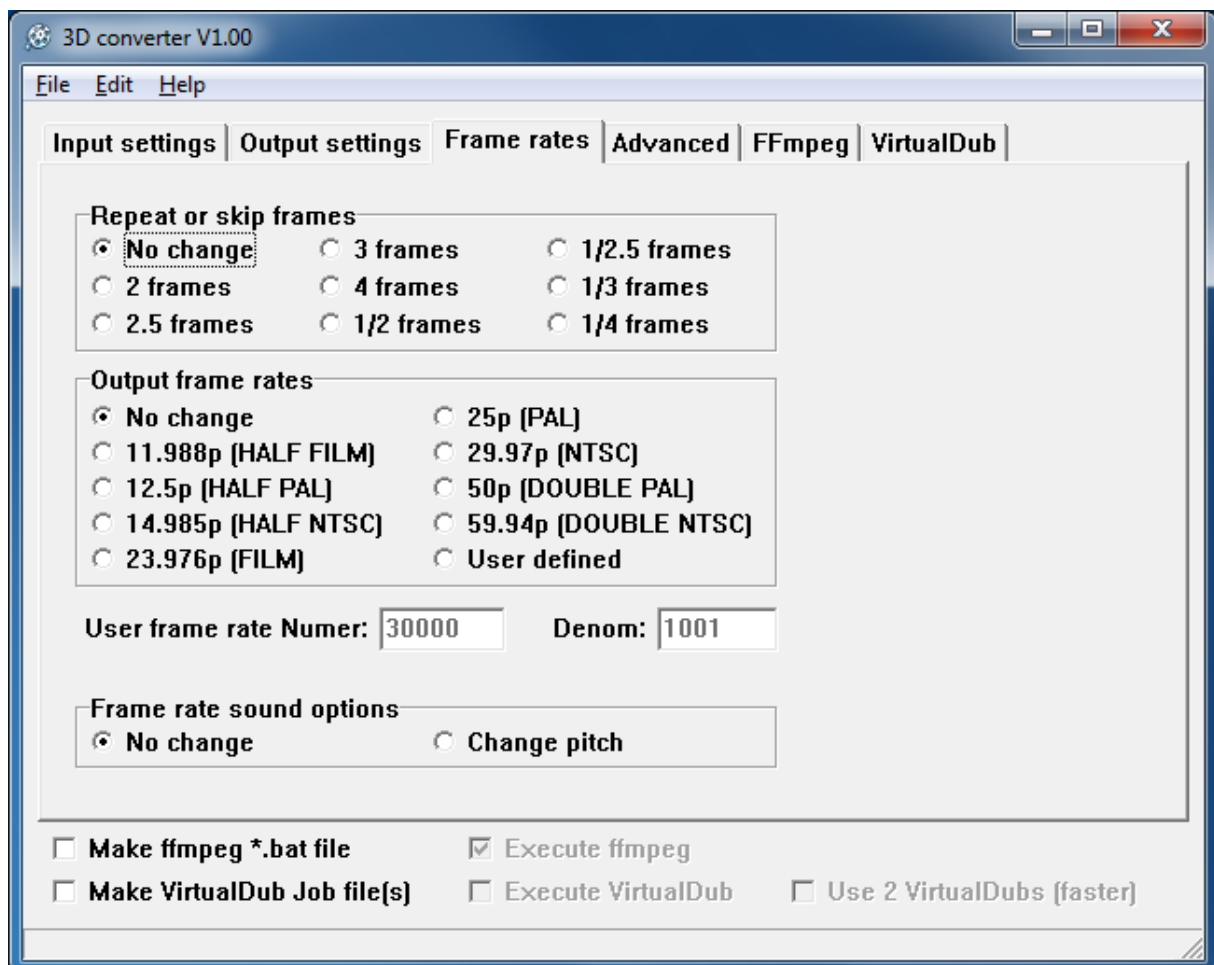 3D converter V1.00
File Edit Help
Input settings Output settings Frame rates Advanced FFmpeg VirtualDub
Repeat or skip frames
No change 3 frames 1/2.5 frames
2 frames 4 frames 1/3 frames
2.5 frames 1/2 frames 1/4 frames
Output frame rates
No change 25p (PAL)
11.988p (HALF FILM) 29.97p (NTSC)
12.5p (HALF PAL) 50p (DOUBLE PAL)
14.985p (HALF NTSC) 59.94p (DOUBLE NTSC)
23.976p (FILM) User defined
User frame rate Numer: 30000 Denom: 1001
Frame rate sound options
No change Change pitch
Make ffmpeg *.bat file Execute ffmpeg
Make VirtualDub Job file(s) Execute VirtualDub Use 2 VirtualDubs (faster)